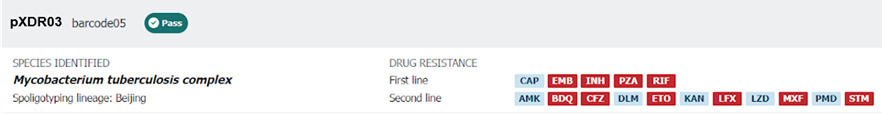 pXDR03 barcode05 Pass
SPECIES IDENTIFIED DRUG RESISTANCE
Mycobacterium tuberculosis complex First line CAP EMB INH PZA RIF
Spoligotyping lineage: Beijing Second line AMK BDQ CFZ DLM ETO KAN LFX LZD MXF PMD STM